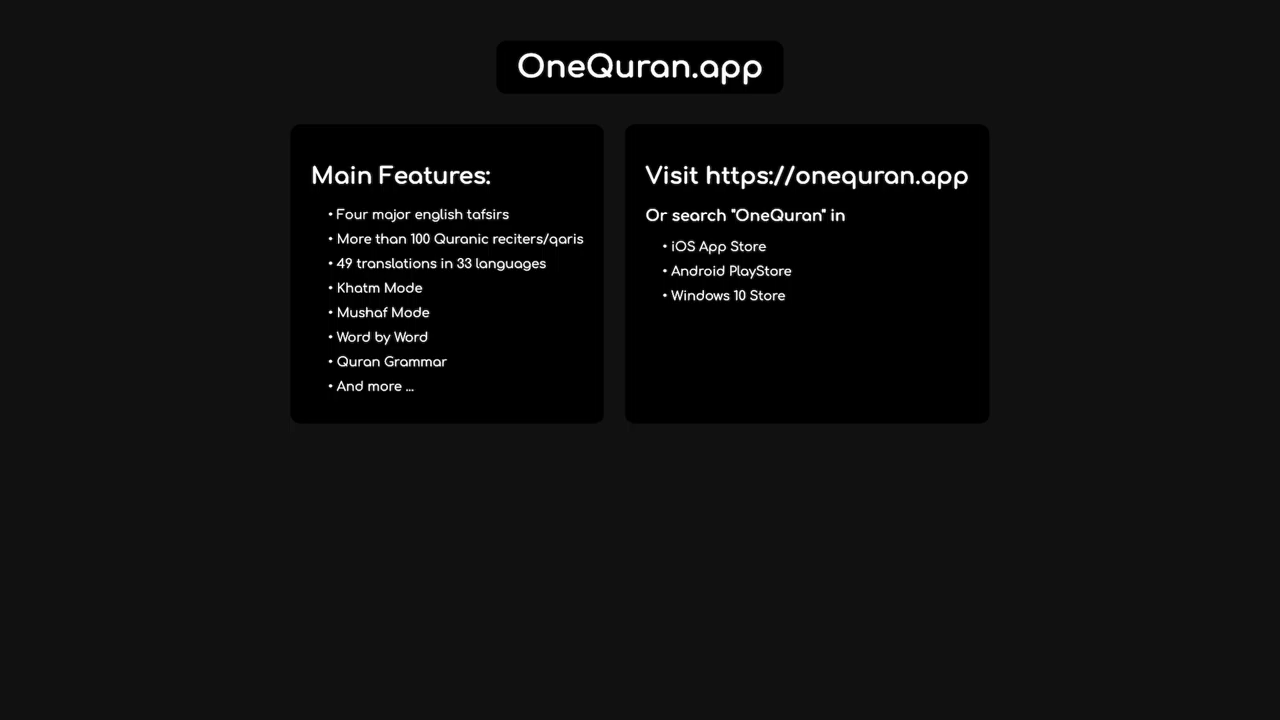 OneQuran.app
Main Features:
• Four major english tafsirs
• More than 100 Quranic reciters/qaris
• 49 translations in 33 languages
• Khatm Mode
• Mushaf Mode
• Word by Word
• Quran Grammar
• And more ...
Visit https://onequran.app
Or search "OneQuran" in
• iOS App Store
• Android PlayStore
• Windows 10 Store